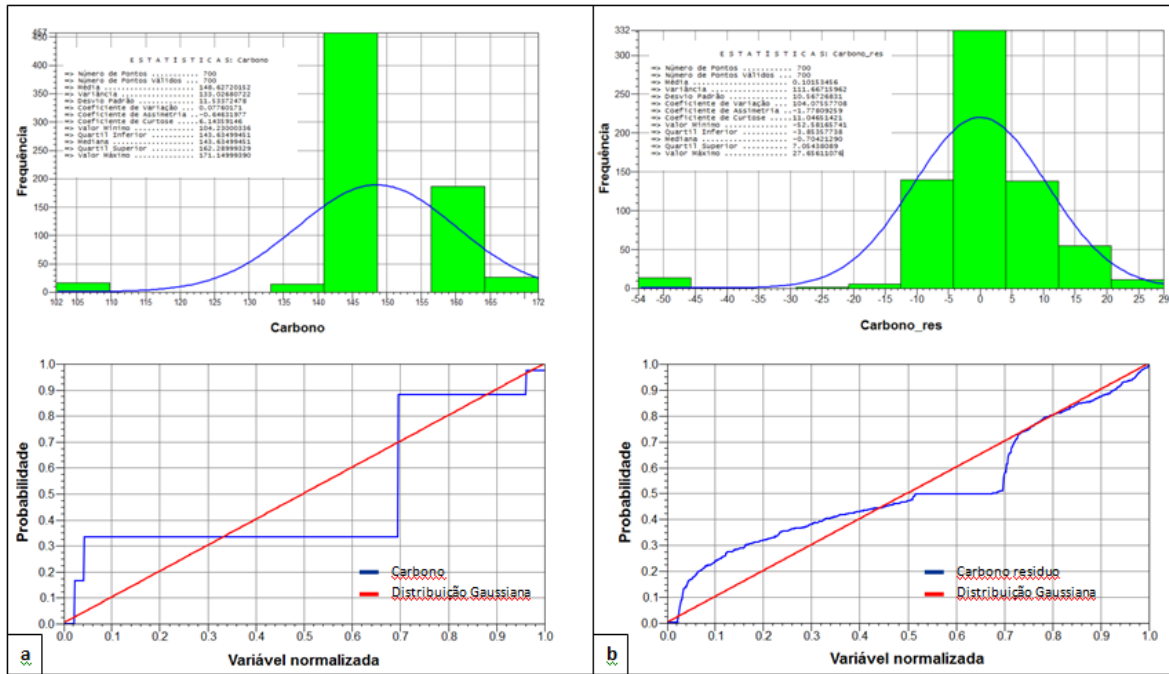 457
450
400
300
200
100
50
0
Frequência
E S T A T Í S T I C A S: Carbono
=> Número de Pontos ........... 700
=> Número de Pontos Válidos ... 700
=> Média ...................... 148.62720152
=> Variância .................. 133.02680722
=> Desvio Padrão .............. 11.53372478
=> Coeficiente de Variação .... 0.07760171
=> Coeficiente de Assimetria .. -0.64631977
=> Coeficiente de Curtose ..... 6.14359146
=> Valor Mínimo ............... 104.23000336
=> Quartil Inferior ........... 143.63499451
=> Mediana .................... 143.63499451
=> Quartil Superior ........... 162.28999329
=> Valor Máximo ............... 171.14999390
102 105 110 115 120 125 130 135 140 145 150 155 160 165 172
Carbono
332
300
250
200
150
100
50
0
Frequência
E S T A T Í S T I C A S: Carbono_res
=> Número de Pontos ........... 700
=> Número de Pontos Válidos ... 700
=> Média ...................... 0.10153456
=> Variância .................. 111.66715962
=> Desvio Padrão .............. 10.56726831
=> Coeficiente de Variação .... 104.07557708
=> Coeficiente de Assimetria .. -1.77809259
=> Coeficiente de Curtose ..... 11.04651421
=> Valor Mínimo ............... -52.58165741
=> Quartil Inferior ........... -3.85357738
=> Mediana .................... -0.70421290
=> Quartil Superior ........... 7.05438089
=> Valor Máximo ............... 27.65611076
-54 -50 -45 -40 -35 -30 -25 -20 -15 -10 -5 0 5 10 15 20 25 29
Carbono_res
1.0
0.9
0.8
0.7
0.6
0.5
0.4
0.3
0.2
0.1
0.0
Probabilidade
Carbono
Distribuição Gaussiana
0.0 0.1 0.2 0.3 0.4 0.5 0.6 0.7 0.8 0.9 1.0
Variável normalizada
a
1.0
0.9
0.8
0.7
0.6
0.5
0.4
0.3
0.2
0.1
0.0
Probabilidade
Carbono resíduo
Distribuição Gaussiana
0.0 0.1 0.2 0.3 0.4 0.5 0.6 0.7 0.8 0.9 1.0
Variável normalizada
b